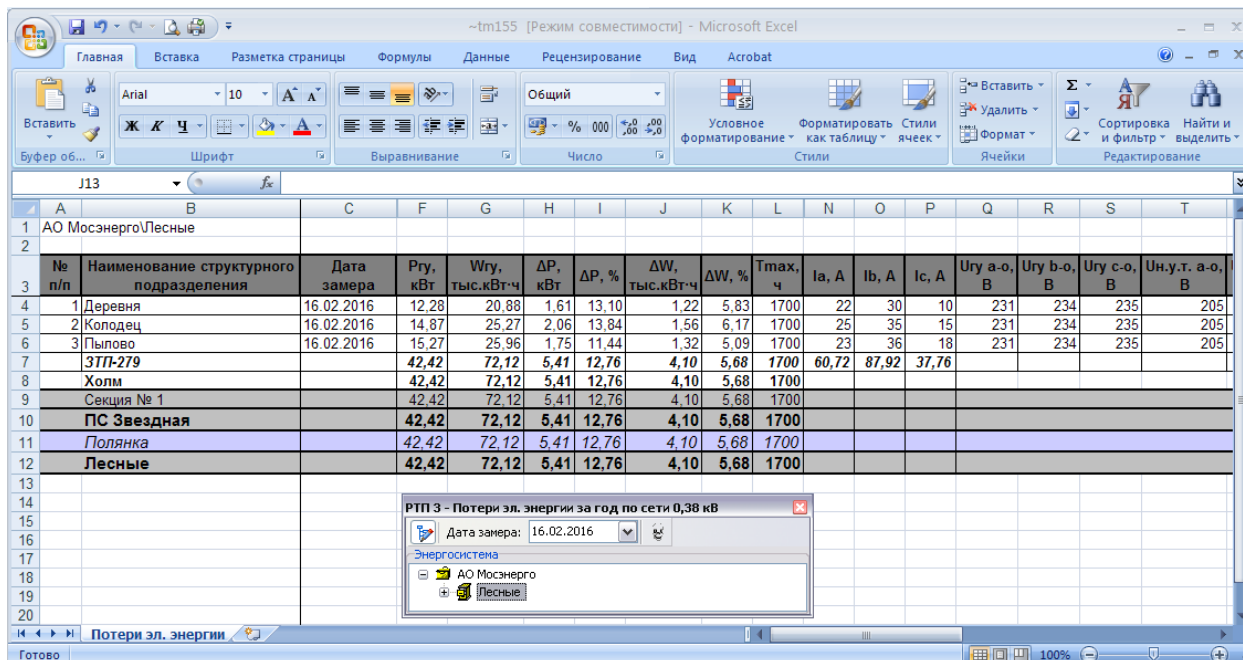 ~tm155 [Режим совместимости] - Microsoft Excel
Главная Вставка Разметка страницы Формулы Данные Рецензирование Вид Acrobat
Вставить Arial 10 Общий Условное форматирование Форматировать как таблицу Стили ячеек Вставить Удалить Формат Сортировка и фильтр Найти и выделить
Буфер об... Шрифт Выравнивание Число Стили Ячейки Редактирование
J13 fx
A B C F G H I J K L N O P Q R S T
1 АО Мосэнерго\Лесные
2
3 № п/п Наименование структурного подразделения Дата замера Pгу, кВт Wгу, тыс.кВт·ч ΔP, кВт ΔP, % ΔW, тыс.кВт·ч ΔW, % Tmax, ч Ia, A Ib, A Ic, A Uгу a-o, В Uгу b-o, В Uгу c-o, В Uн.у.т. a-o, В
4 1 Деревня 16.02.2016 12,28 20,88 1,61 13,10 1,22 5,83 1700 22 30 10 231 234 235 205
5 2 Колодец 16.02.2016 14,87 25,27 2,06 13,84 1,56 6,17 1700 25 35 15 231 234 235 205
6 3 Пылово 16.02.2016 15,27 25,96 1,75 11,44 1,32 5,09 1700 23 36 18 231 234 235 205
7 ЗТП-279 42,42 72,12 5,41 12,76 4,10 5,68 1700 60,72 87,92 37,76
8 Холм 42,42 72,12 5,41 12,76 4,10 5,68 1700
9 Секция № 1 42,42 72,12 5,41 12,76 4,10 5,68 1700
10 ПС Звездная 42,42 72,12 5,41 12,76 4,10 5,68 1700
11 Полянка 42,42 72,12 5,41 12,76 4,10 5,68 1700
12 Лесные 42,42 72,12 5,41 12,76 4,10 5,68 1700
13
14
РТП 3 - Потери эл. энергии за год по сети 0,38 кВ
15
16
Дата замера: 16.02.2016
17
Энергосистема
18
АО Мосэнерго
19
Лесные
20
Потери эл. энергии
Готово 100%